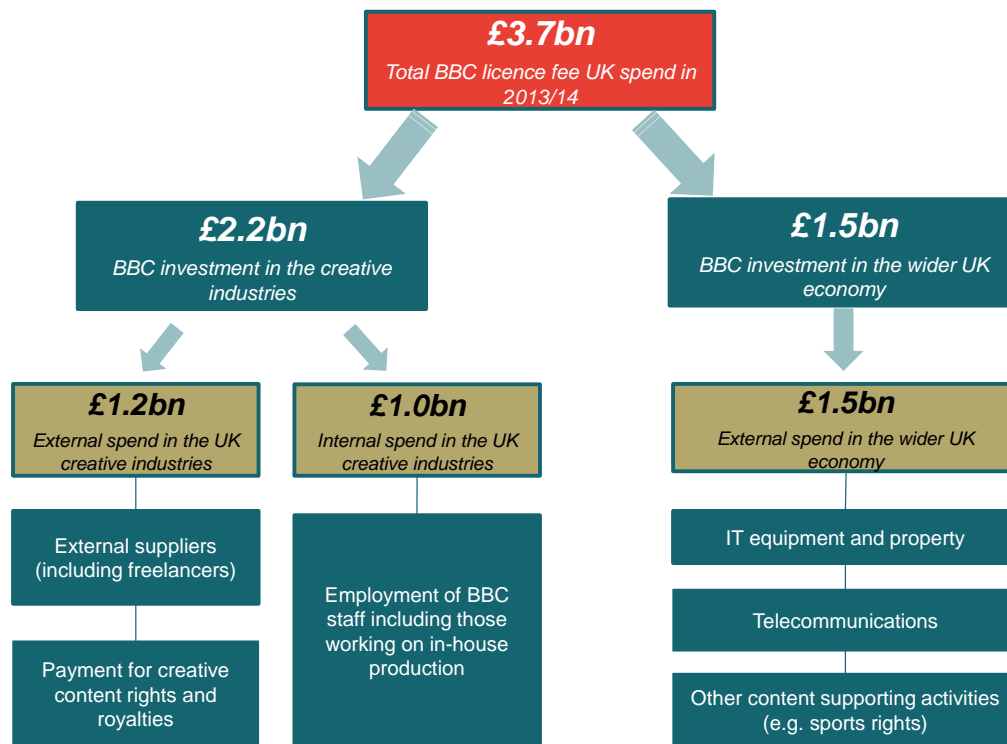 £3.7bn
Total BBC licence fee UK spend in
2013/14
£2.2bn
BBC investment in the creative
industries
£1.5bn
BBC investment in the wider UK
economy
£1.2bn
External spend in the UK
creative industries
£1.0bn
Internal spend in the UK
creative industries
£1.5bn
External spend in the wider UK
economy
External suppliers
(including freelancers)
Payment for creative
content rights and
royalties
Employment of BBC
staff including those
working on in-house
production
IT equipment and property
Telecommunications
Other content supporting activities
(e.g. sports rights)